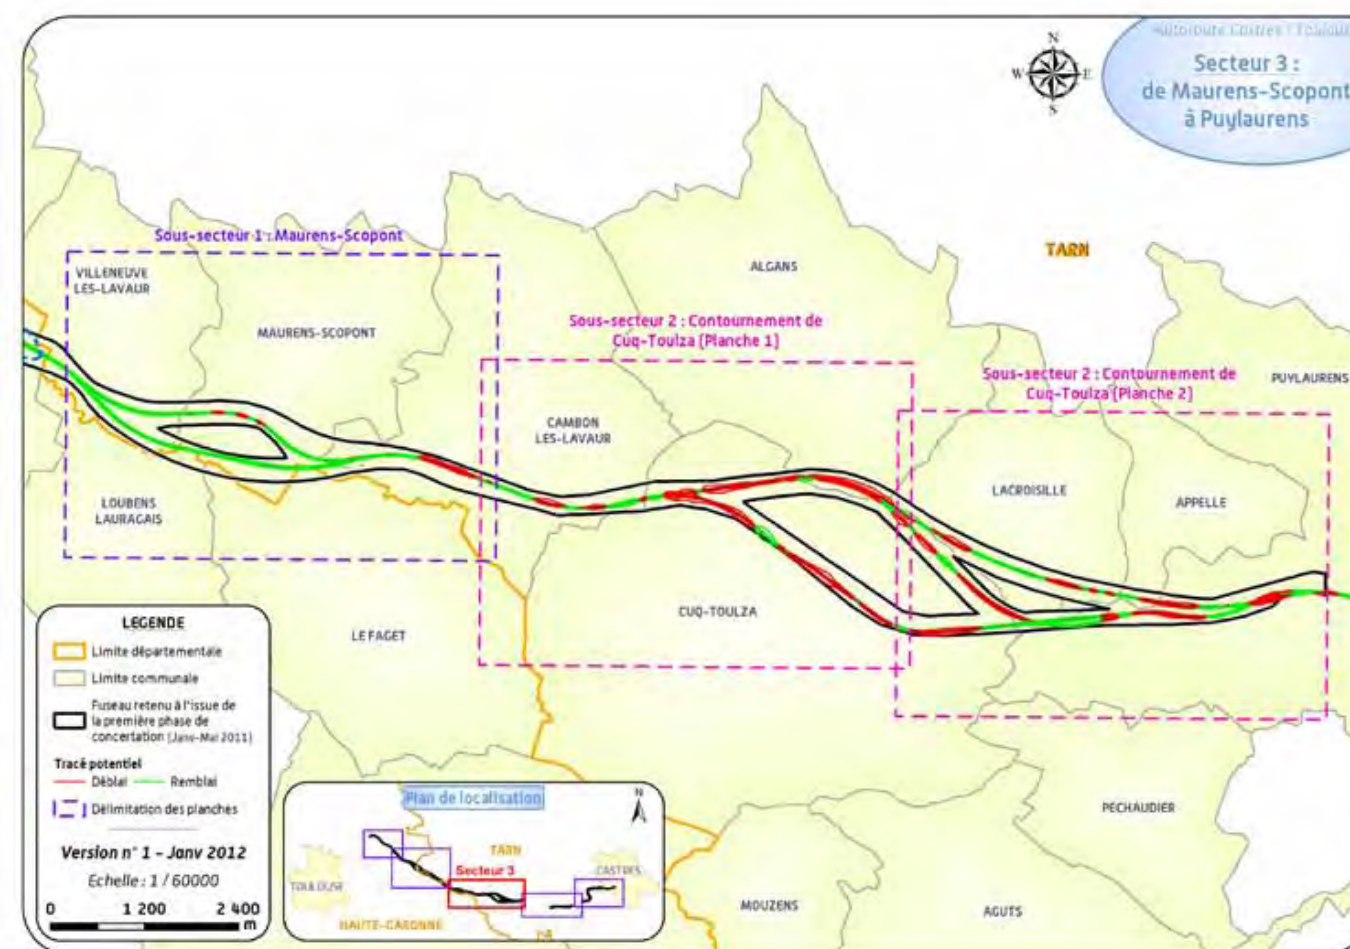 Autoroute Castres / Toulouse
Secteur 3 :
de Maurens-Scopont
à Puylaurens
N
W E
S
TARN
Sous-secteur 1 : Maurens-Scopont
VILLENEUVE
LES-LAVAUR
MAURENS-SCOPONT
ALGANS
Sous-secteur 2 : Contournement de
Cuq-Toulza (Planche 1)
Sous-secteur 2 : Contournement de
Cuq-Toulza (Planche 2)
PUYLAURENS
CAMBON
LES-LAVAUR
LOUBENS
LAURAGAIS
LACROISILLE
APPELLE
CUQ-TOULZA
LE FAGET
PECHAUDIER
MOUZENS
AGUTS
LEGENDE
Limite départementale
Limite communale
Fuseau retenu à l'issue de
la première phase de
concertation (Janv-Mai 2011)
Tracé potentiel
Déblai Remblai
Délimitation des planches
Version n° 1 - Janv 2012
Echelle : 1 / 60000
0 1 200 2 400
m
Plan de localisation
N
TARN
Secteur 3
TOULOUSE
CASTRES
HAUTE-GARONNE